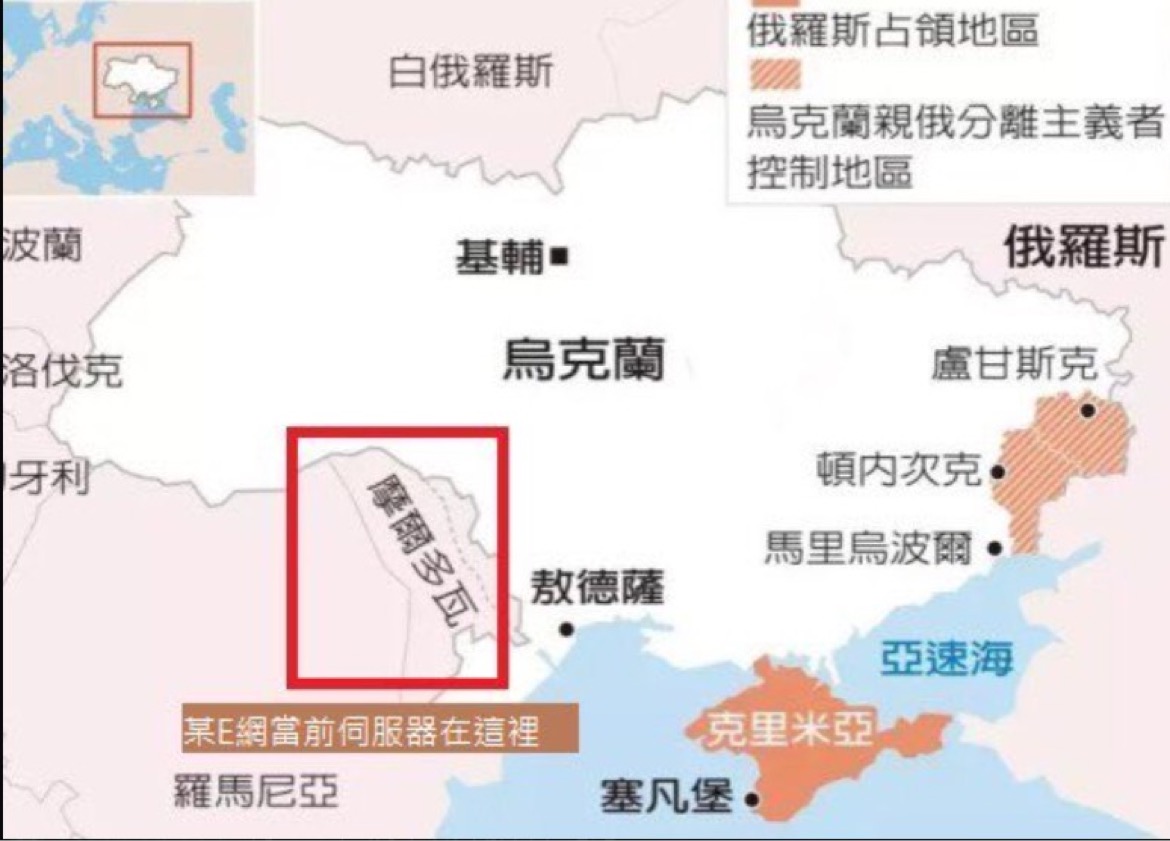 俄羅斯占領地區
白俄羅斯
烏克蘭親俄分離主義者
控制地區
波蘭
俄羅斯
基輔
烏克蘭
盧甘斯克
洛伐克
頓內次克
牙利
摩爾多瓦
馬里烏波爾
敖德薩
亞速海
某E網當前伺服器在這裡
克里米亞
羅馬尼亞
塞凡堡